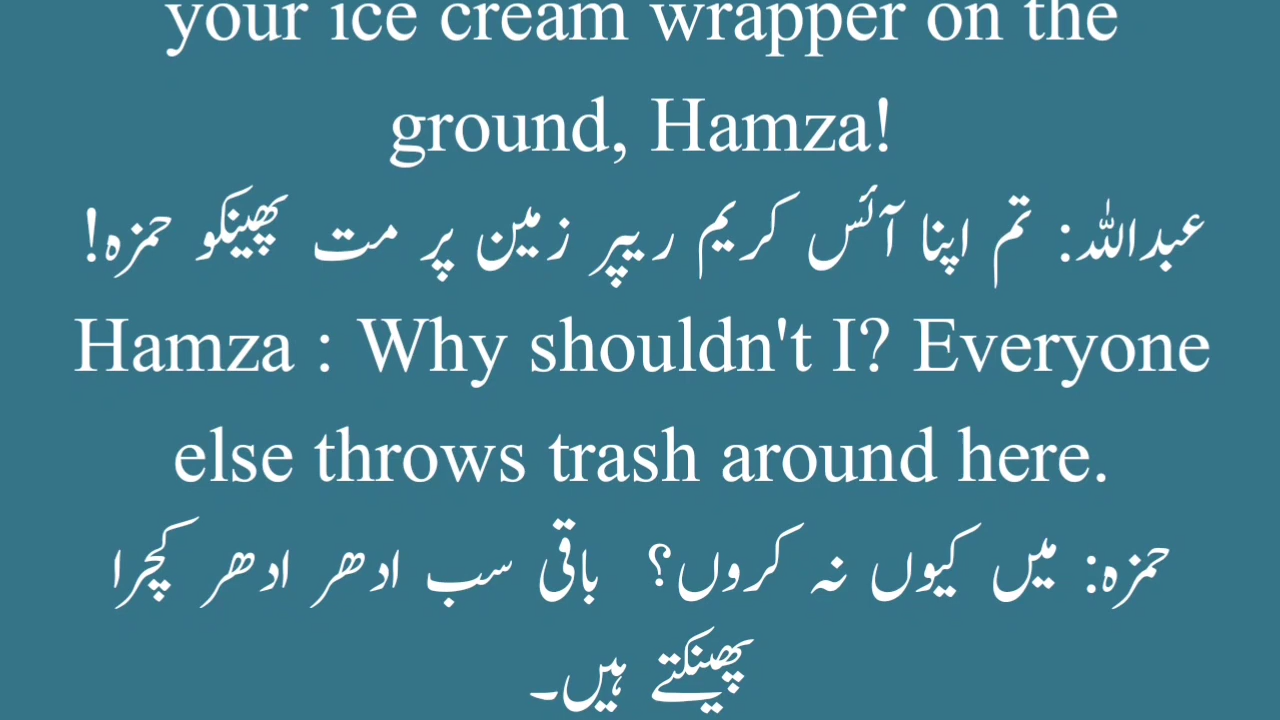 your ice cream wrapper on the
ground, Hamza!
عبداللہ: تم اپنا آئس کریم ریپر زمین پر مت پھینکو حمزہ!
Hamza : Why shouldn't I? Everyone
else throws trash around here.
حمزہ: میں کیوں نہ کروں؟ باقی سب ادھر ادھر کچرا
پھینکتے ہیں۔